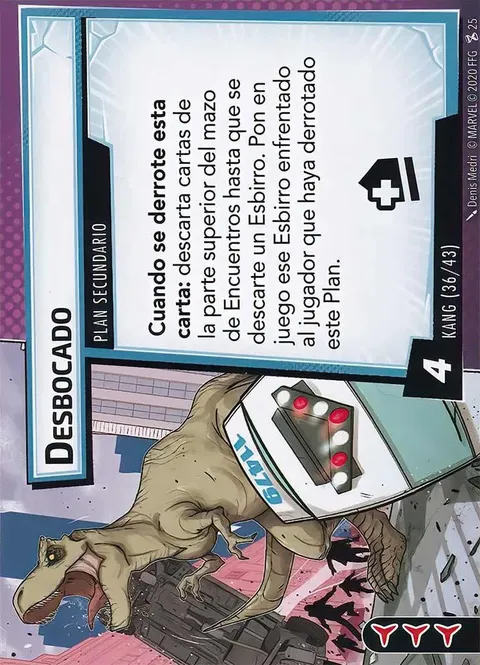 DESBOCADO
PLAN SECUNDARIO
Cuando se derrote esta
carta: descarta cartas de
la parte superior del mazo
de Encuentros hasta que se
descarte un Esbirro. Pon en
juego ese Esbirro enfrentado
al jugador que haya derrotado
este Plan.
4
KANG (36/43)
Denis Medri © MARVEL © 2020 FFG 25
11479